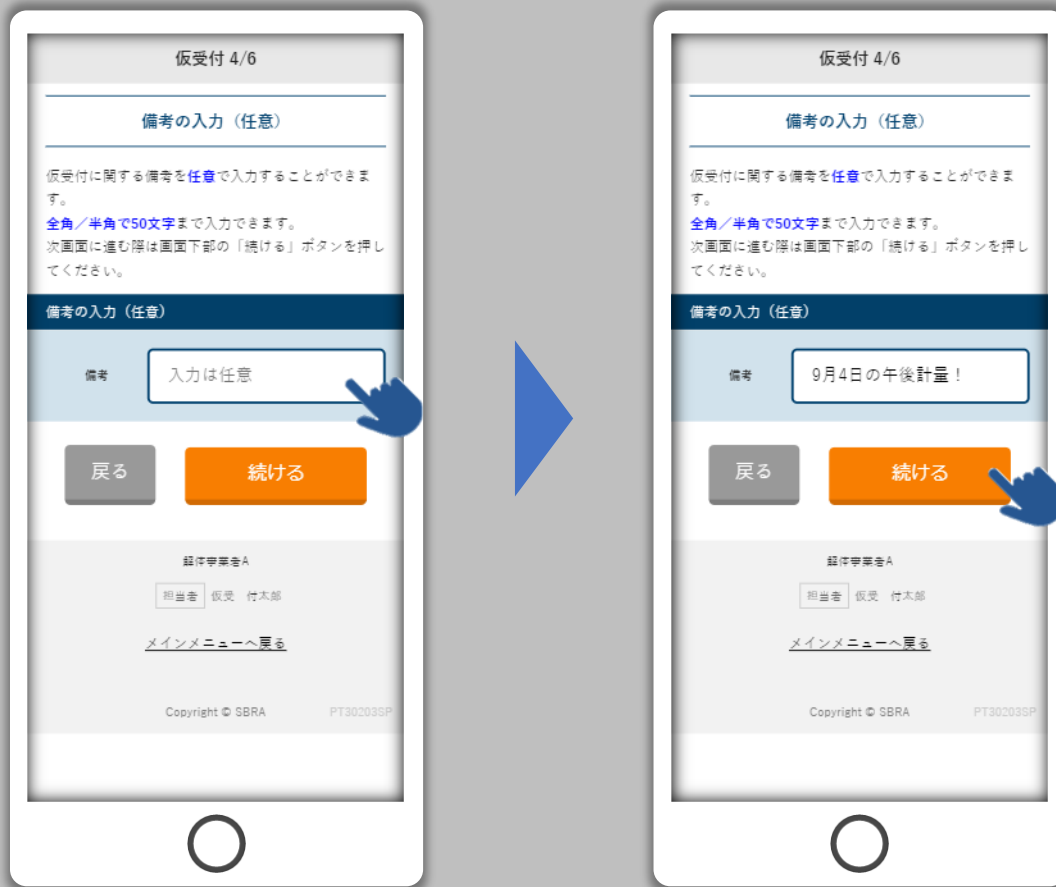 仮受付 4/6
備考の入力（任意）
仮受付に関する備考を任意で入力することができま
す。
全角／半角で50文字まで入力できます。
次画面に進む際は画面下部の「続ける」ボタンを押し
てください。
備考の入力（任意）
備考
入力は任意
戻る
続ける
解体事業者A
担当者 仮受　付太郎
メインメニューへ戻る
Copyright © SBRA
PT30203SP
仮受付 4/6
備考の入力（任意）
仮受付に関する備考を任意で入力することができま
す。
全角／半角で50文字まで入力できます。
次画面に進む際は画面下部の「続ける」ボタンを押し
てください。
備考の入力（任意）
備考
9月4日の午後計量！
戻る
続ける
解体事業者A
担当者 仮受　付太郎
メインメニューへ戻る
Copyright © SBRA
PT30203SP